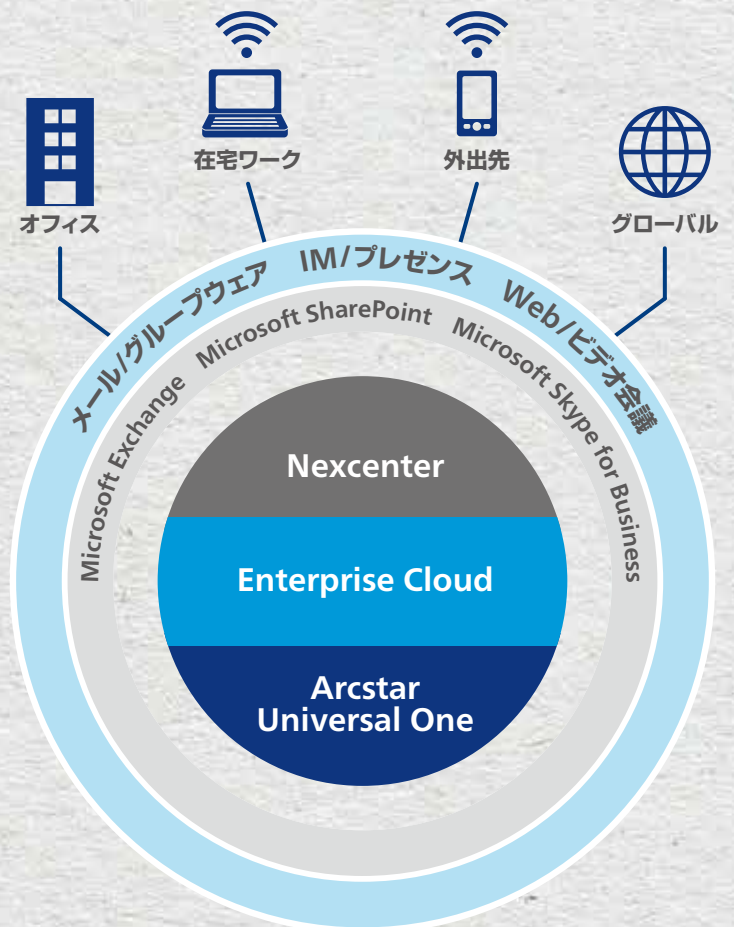 在宅ワーク
外出先
オフィス
グローバル
メール/グループウェア
IM/プレゼンス
Web/ビデオ会議
Microsoft Exchange
Microsoft SharePoint
Microsoft Skype for Business
Nexcenter
Enterprise Cloud
Arcstar
Universal One